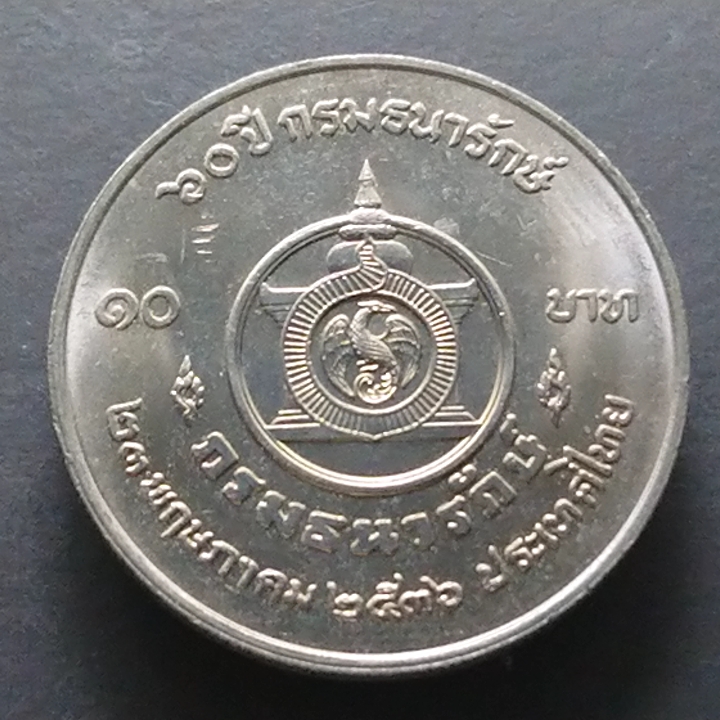 ๖๐ ปี กรมธนารักษ์
๑๐ บาท
กรมธนารักษ์
๒๓ พฤษภาคม ๒๕๓๖ ประเทศไทย